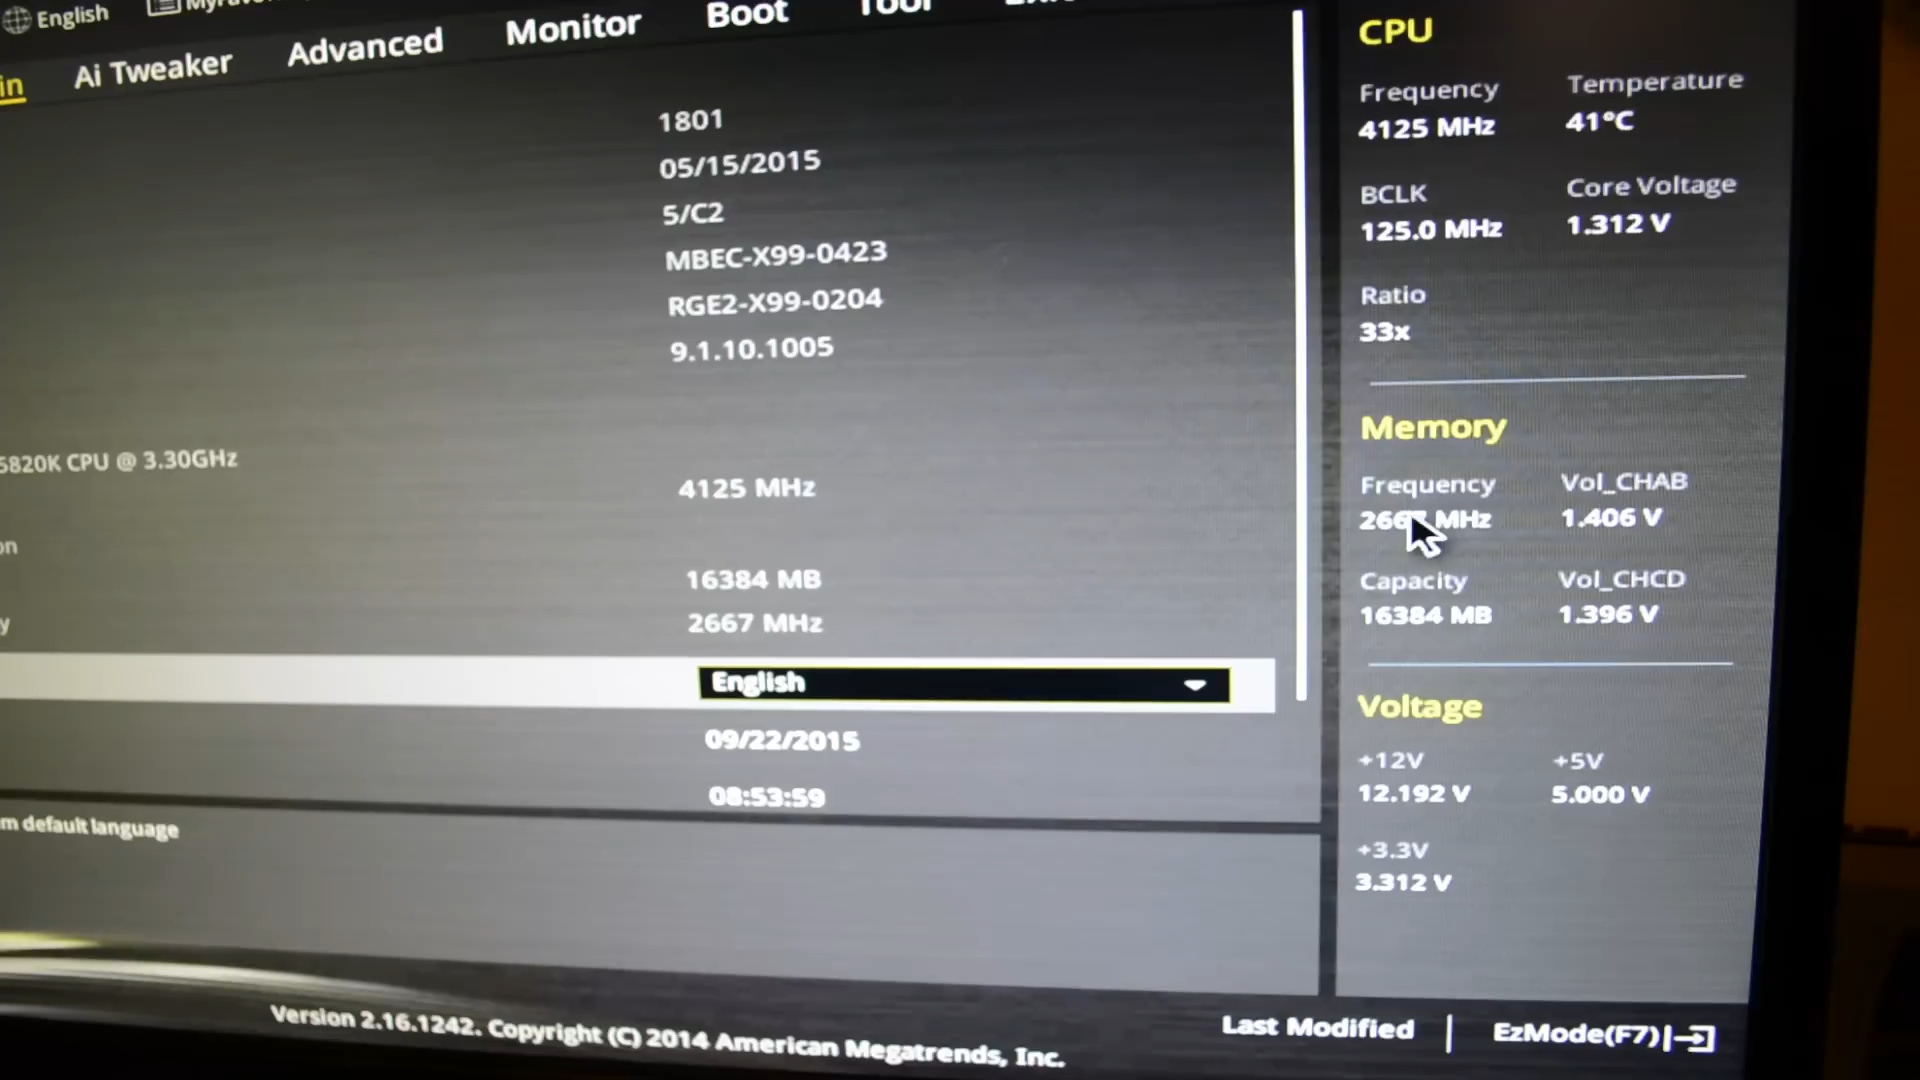 English
in Ai Tweaker Advanced Monitor Boot Tool
1801
05/15/2015
5/C2
MBEC-X99-0423
RGE2-X99-0204
9.1.10.1005
5820K CPU @ 3.30GHz
4125 MHz
on
16384 MB
y 2667 MHz
English
09/22/2015
08:53:59
m default language
CPU
Frequency Temperature
4125 MHz 41°C
BCLK Core Voltage
125.0 MHz 1.312 V
Ratio
33x
Memory
Frequency Vol_CHAB
2667 MHz 1.406 V
Capacity Vol_CHCD
16384 MB 1.396 V
Voltage
+12V +5V
12.192 V 5.000 V
+3.3V
3.312 V
Last Modified | EzMode(F7)
Version 2.16.1242. Copyright (C) 2014 American Megatrends, Inc.